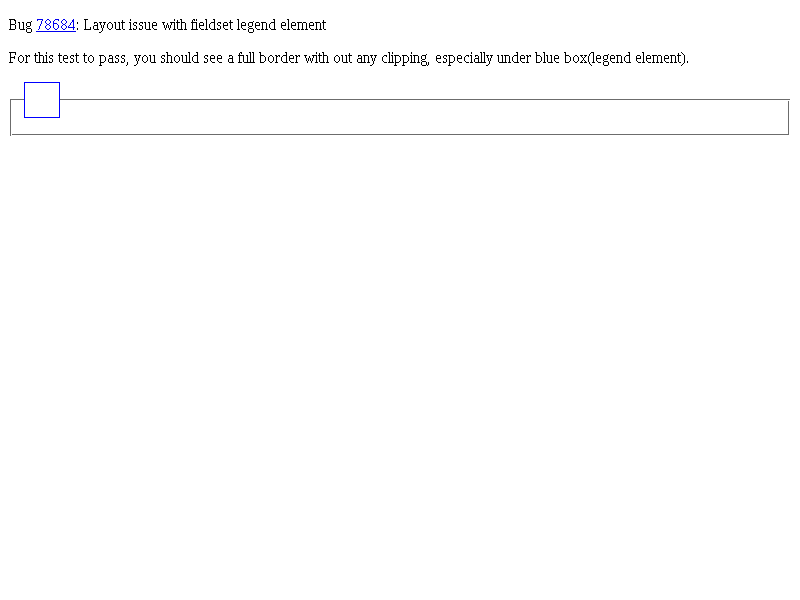 Bug 78684: Layout issue with fieldset legend element
For this test to pass, you should see a full border with out any clipping, especially under blue box(legend element).